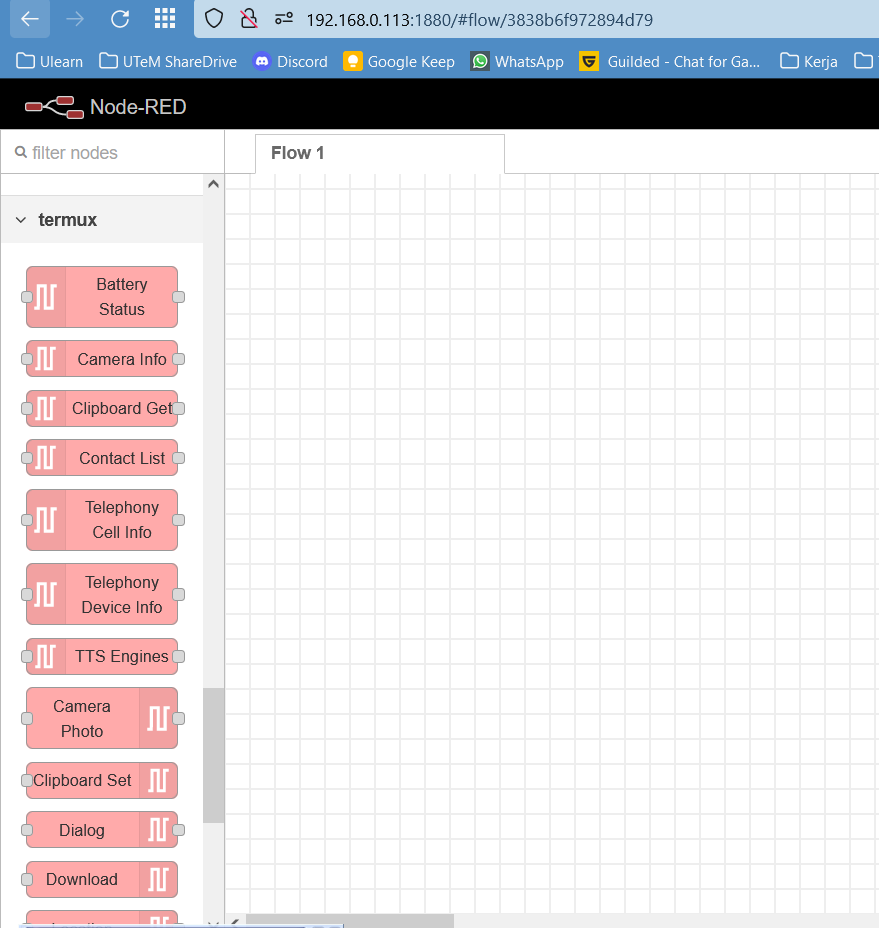 192.168.0.113:1880/#flow/3838b6f972894d79
Ulearn UTeM ShareDrive Discord Google Keep WhatsApp Guilded - Chat for Ga... Kerja
Node-RED
filter nodes
Flow 1
termux
Battery
Status
Camera Info
Clipboard Get
Contact List
Telephony
Cell Info
Telephony
Device Info
TTS Engines
Camera
Photo
Clipboard Set
Dialog
Download